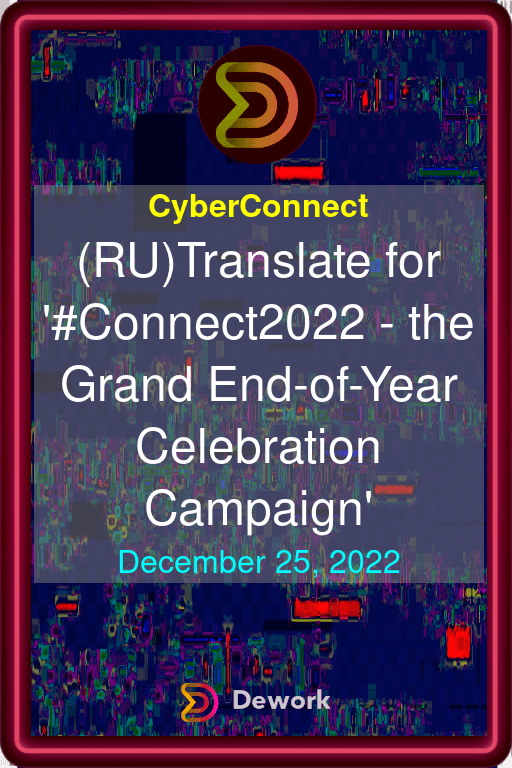 CyberConnect
(RU)Translate for
'#Connect2022 - the
Grand End-of-Year
Celebration
Campaign'
December 25, 2022
Dework